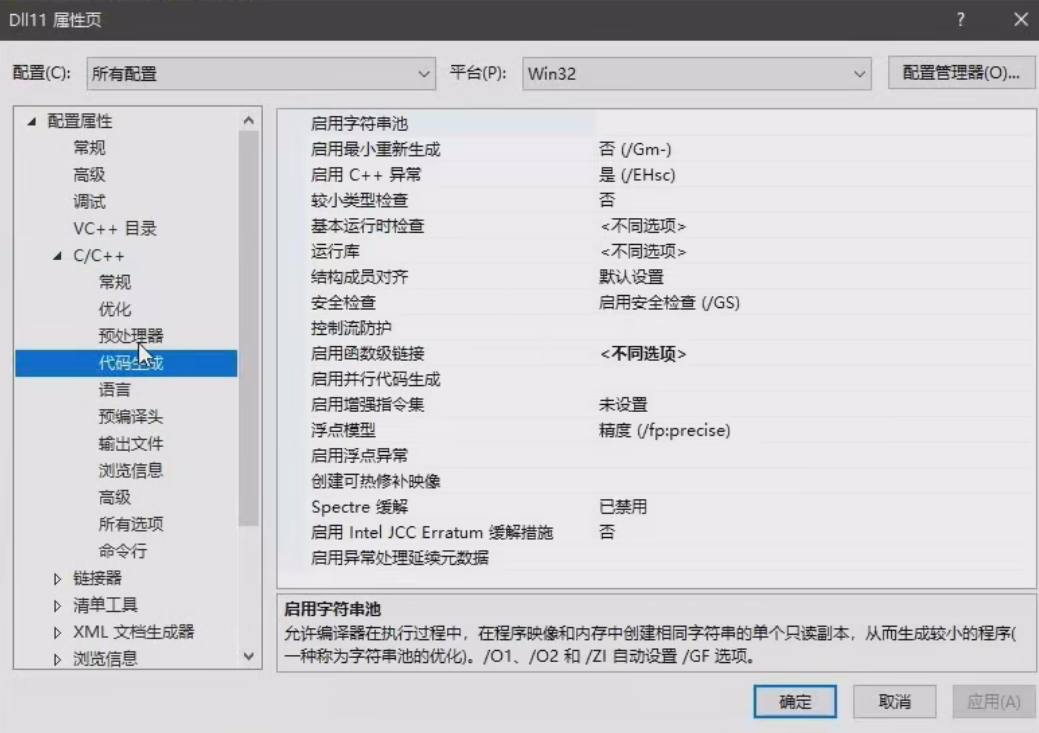 Dll11 属性页
?
配置(C): 所有配置 平台(P): Win32 配置管理器(O)...
配置属性
常规
高级
调试
VC++ 目录
C/C++
常规
优化
预处理器
代码生成
语言
预编译头
输出文件
浏览信息
高级
所有选项
命令行
链接器
清单工具
XML 文档生成器
浏览信息
启用字符串池
启用最小重新生成 否 (/Gm-)
启用 C++ 异常 是 (/EHsc)
较小类型检查 否
基本运行时检查 <不同选项>
运行库 <不同选项>
结构成员对齐 默认设置
安全检查 启用安全检查 (/GS)
控制流防护
启用函数级链接 <不同选项>
启用并行代码生成
启用增强指令集 未设置
浮点模型 精度 (/fp:precise)
启用浮点异常
创建可热修补映像
Spectre 缓解 已禁用
启用 Intel JCC Erratum 缓解措施 否
启用异常处理延续元数据
启用字符串池
允许编译器在执行过程中，在程序映像和内存中创建相同字符串的单个只读副本，从而生成较小的程序(
一种称为字符串池的优化)。/O1、/O2 和 /ZI 自动设置 /GF 选项。
确定 取消 应用(A)